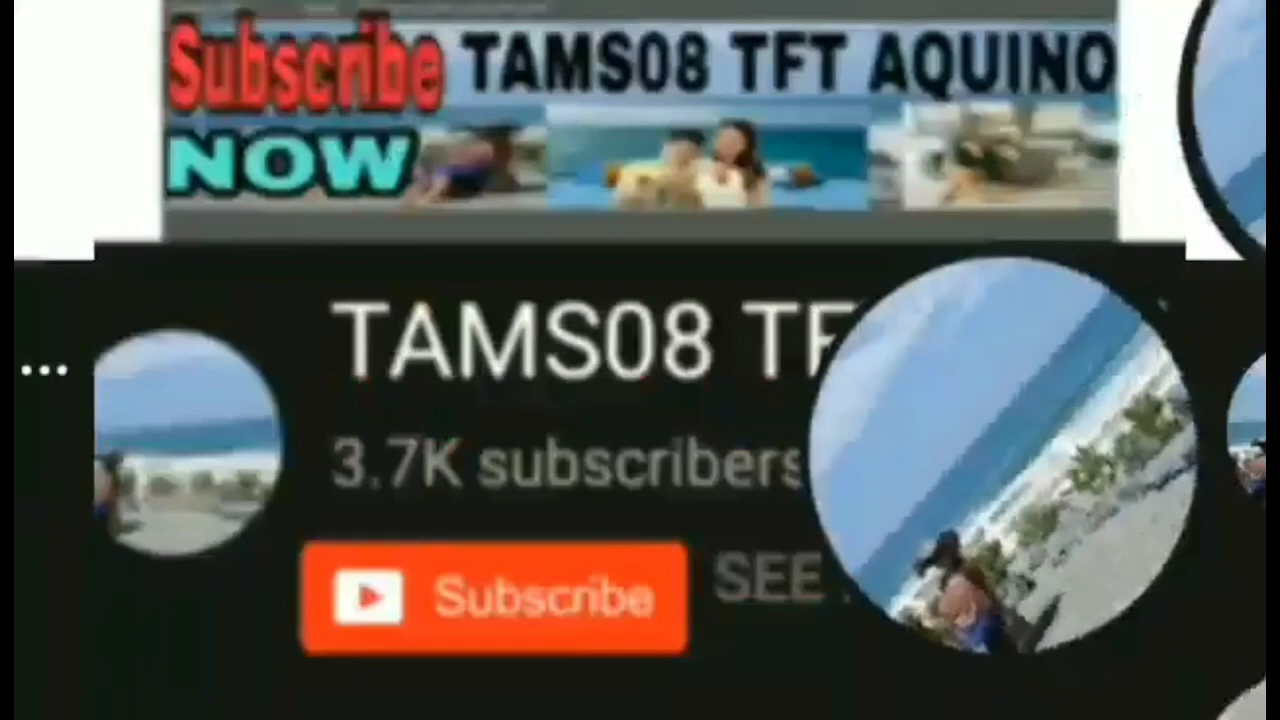 Subscribe TAMS08 TFT AQUINO
NOW
TAMS08 TF
3.7K subscribers
Subscribe
SEE